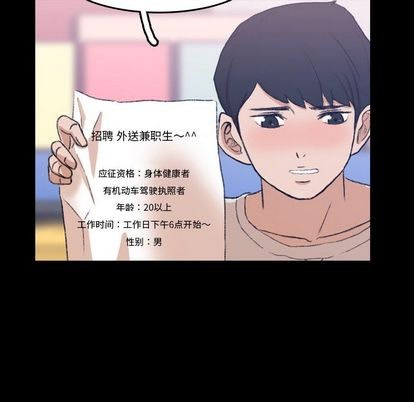 招聘 外送兼职生～^^
应征资格：身体健康者
有机动车驾驶执照者
年龄：20以上
工作时间：工作日下午6点开始～
性别：男